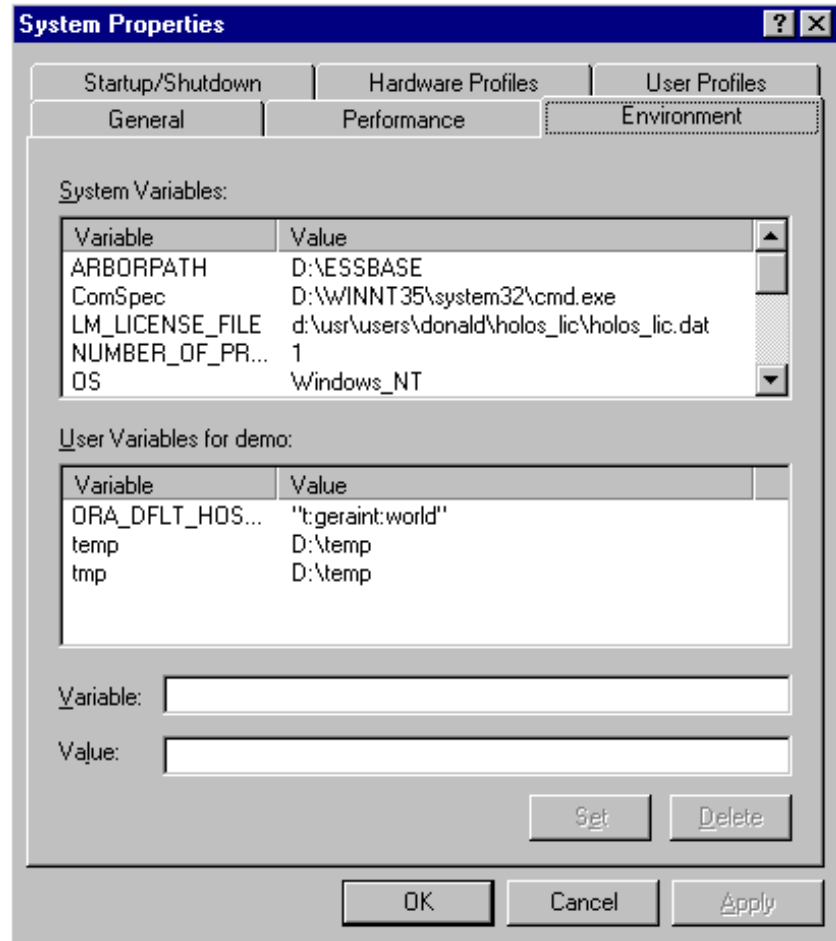 System Properties
Startup/Shutdown Hardware Profiles User Profiles
General Performance Environment
System Variables:
Variable Value
ARBORPATH D:\ESSBASE
ComSpec D:\WINNT35\system32\cmd.exe
LM_LICENSE_FILE d:\usr\users\donald\holos_lic\holos_lic.dat
NUMBER_OF_PR... 1
OS Windows_NT
User Variables for demo:
Variable Value
ORA_DFLT_HOS... "t:geraint:world"
temp D:\temp
tmp D:\temp
Variable:
Value:
Set Delete
OK Cancel Apply